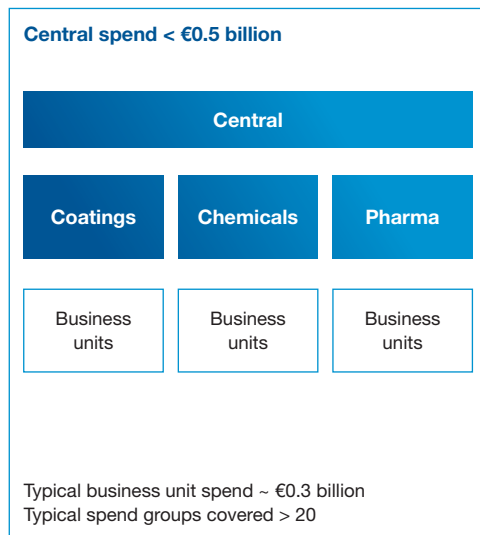 Central spend < €0.5 billion
Central
Coatings
Chemicals
Pharma
Business
units
Business
units
Business
units
Typical business unit spend ~ €0.3 billion
Typical spend groups covered > 20